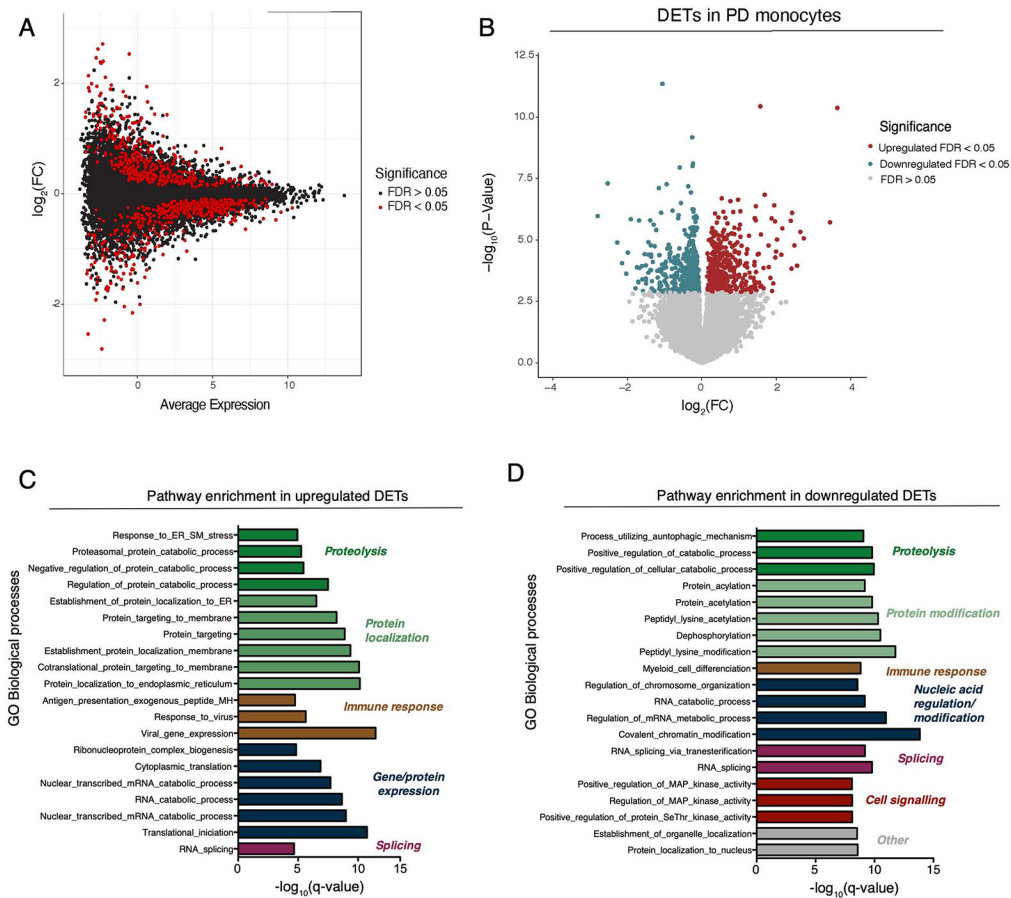 A
2
0
-2
log2(FC)
0
5
10
Average Expression
Significance
FDR > 0.05
FDR < 0.05
B
DETs in PD monocytes
12.5
10.0
7.5
5.0
2.5
0.0
−log10(P−Value)
−4
−2
0
2
4
log2(FC)
Significance
Upregulated FDR < 0.05
Downregulated FDR < 0.05
FDR > 0.05
C
Pathway enrichment in upregulated DETs
GO Biological processes
Response_to_ER_SM_stress
Proteasomal_protein_catabolic_process
Negative_regulation_of_protein_catabolic_process
Regulation_of_protein_catabolic_process
Establishment_of_protein_localization_to_ER
Protein_targeting_to_membrane
Protein_targeting
Establishment_protein_localization_membrane
Cotranslational_protein_targeting_to_membrane
Protein_localization_to_endoplasmic_reticulum
Antigen_presentation_exogenous_peptide_MH
Response_to_virus
Viral_gene_expression
Ribonucleoprotein_complex_biogenesis
Cytoplasmic_translation
Nuclear_transcribed_mRNA_catabolic_process
RNA_catabolic_process
Nuclear_transcribed_mRNA_catabolic_process
Translational_iniciation
RNA_splicing
Proteolysis
Protein
localization
Immune response
Gene/protein
expression
Splicing
0
5
10
15
-log10(q-value)
D
Pathway enrichment in downregulated DETs
GO Biological processes
Process_utilizing_auntophagic_mechanism
Positive_regulation_of_catabolic_process
Positive_regulation_of_cellular_catabolic_process
Protein_acylation
Protein_acetylation
Peptidyl_lysine_acetylation
Dephosphorylation
Peptidyl_lysine_modification
Myeloid_cell_differenciation
Regulation_of_chromosome_organization
RNA_catabolic_process
Regulation_of_mRNA_metabolic_process
Covalent_chromatin_modification
RNA_splicing_via_tranesterification
RNA_splicing
Positive_regulation_of_MAP_kinase_activity
Regulation_of_MAP_kinase_activity
Positive_regulation_of_protein_SeThr_kinase_activity
Establishment_of_organelle_localization
Protein_localization_to_nucleus
Proteolysis
Protein modification
Immune response
Nucleic acid
regulation/
modification
Splicing
Cell signalling
Other
0
5
10
15
-log10(q-value)